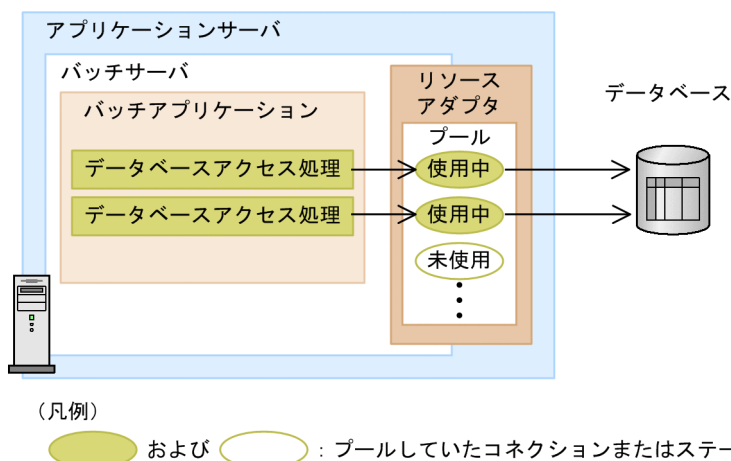 アプリケーションサーバ
バッチサーバ
バッチアプリケーション
リソース
アダプタ
データベース
プール
データベースアクセス処理
使用中
データベースアクセス処理
使用中
未使用
（凡例）
および
：プールしていたコネクションまたはステー